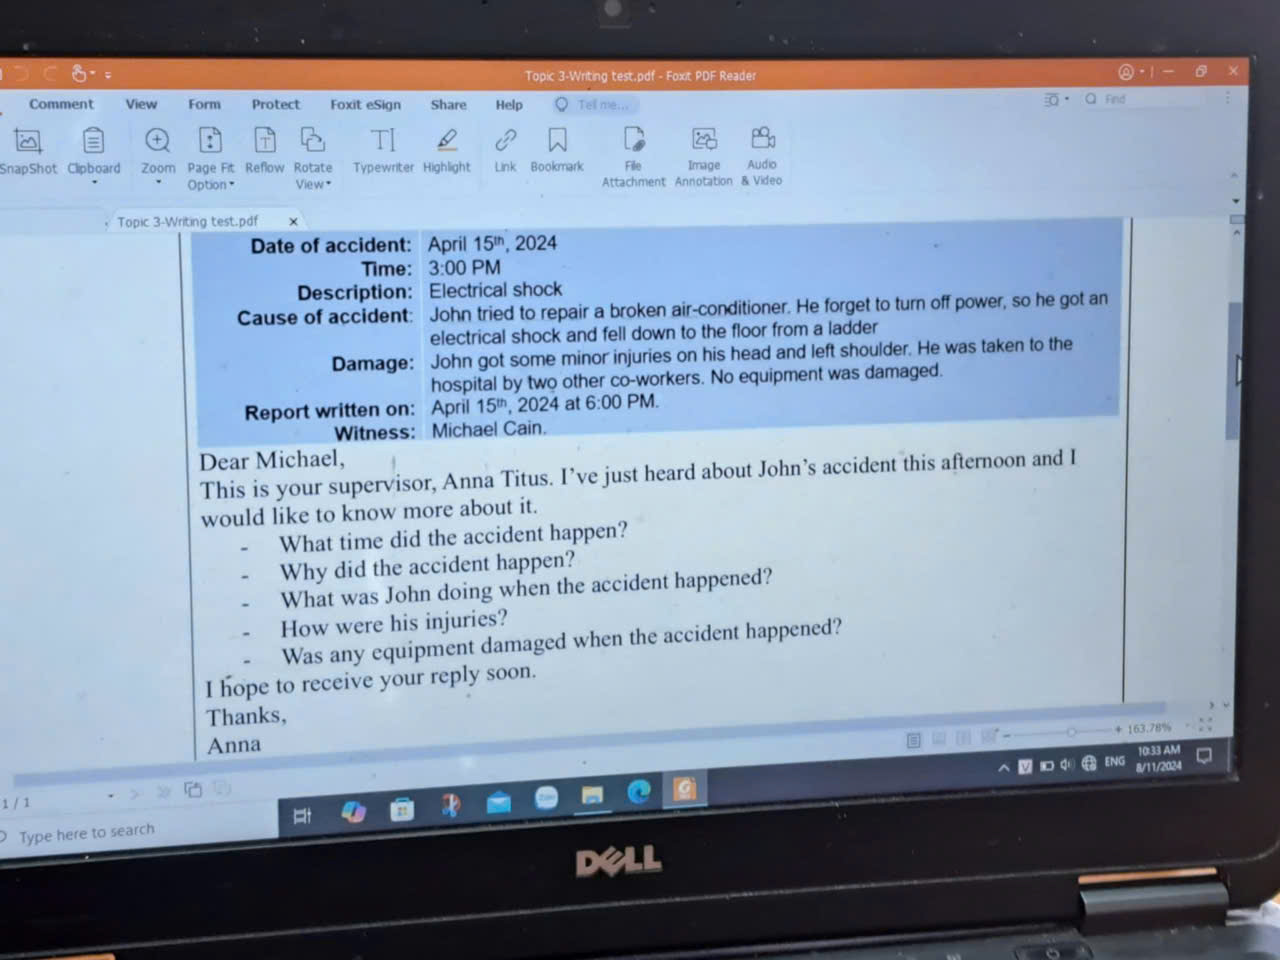 Topic 3-Writing test.pdf - Foxit PDF Reader
Comment View Form Protect Foxit eSign Share Help Tell me... Find
SnapShot Clipboard Zoom Page Fit Option Reflow Rotate View Typewriter Highlight Link Bookmark File Attachment Image Annotation Audio & Video
Topic 3-Writing test.pdf
Date of accident: April 15th, 2024
Time: 3:00 PM
Description: Electrical shock
Cause of accident: John tried to repair a broken air-conditioner. He forget to turn off power, so he got an
electrical shock and fell down to the floor from a ladder
Damage: John got some minor injuries on his head and left shoulder. He was taken to the
hospital by two other co-workers. No equipment was damaged.
Report written on: April 15th, 2024 at 6:00 PM.
Witness: Michael Cain.
Dear Michael,
This is your supervisor, Anna Titus. I've just heard about John's accident this afternoon and I
would like to know more about it.
- What time did the accident happen?
- Why did the accident happen?
- What was John doing when the accident happened?
- How were his injuries?
- Was any equipment damaged when the accident happened?
I hope to receive your reply soon.
Thanks,
Anna
1 / 1
163.78%
Type here to search
ENG
10:33 AM
8/11/2024
DELL